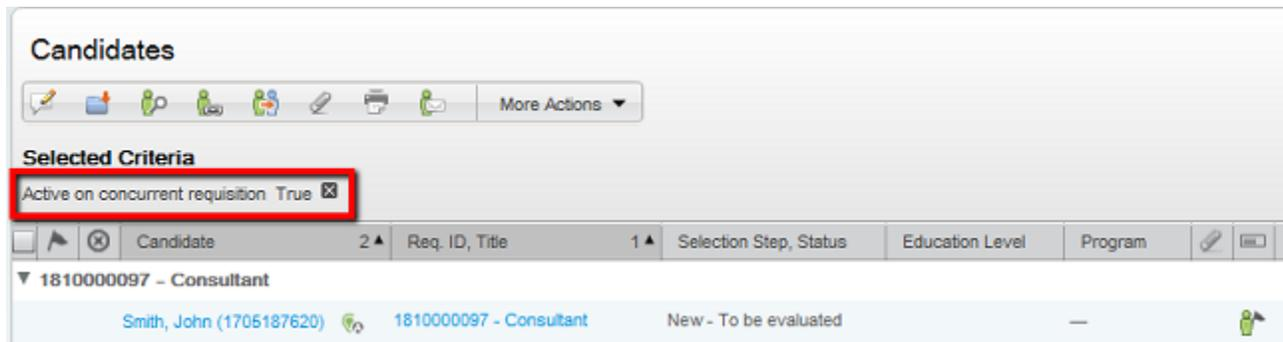 Candidates
More Actions
Selected Criteria
Active on concurrent requisition True
Candidate 2 Req. ID, Title 1 Selection Step, Status Education Level Program
1810000097 - Consultant
Smith, John (1705187620) 1810000097 - Consultant New - To be evaluated —